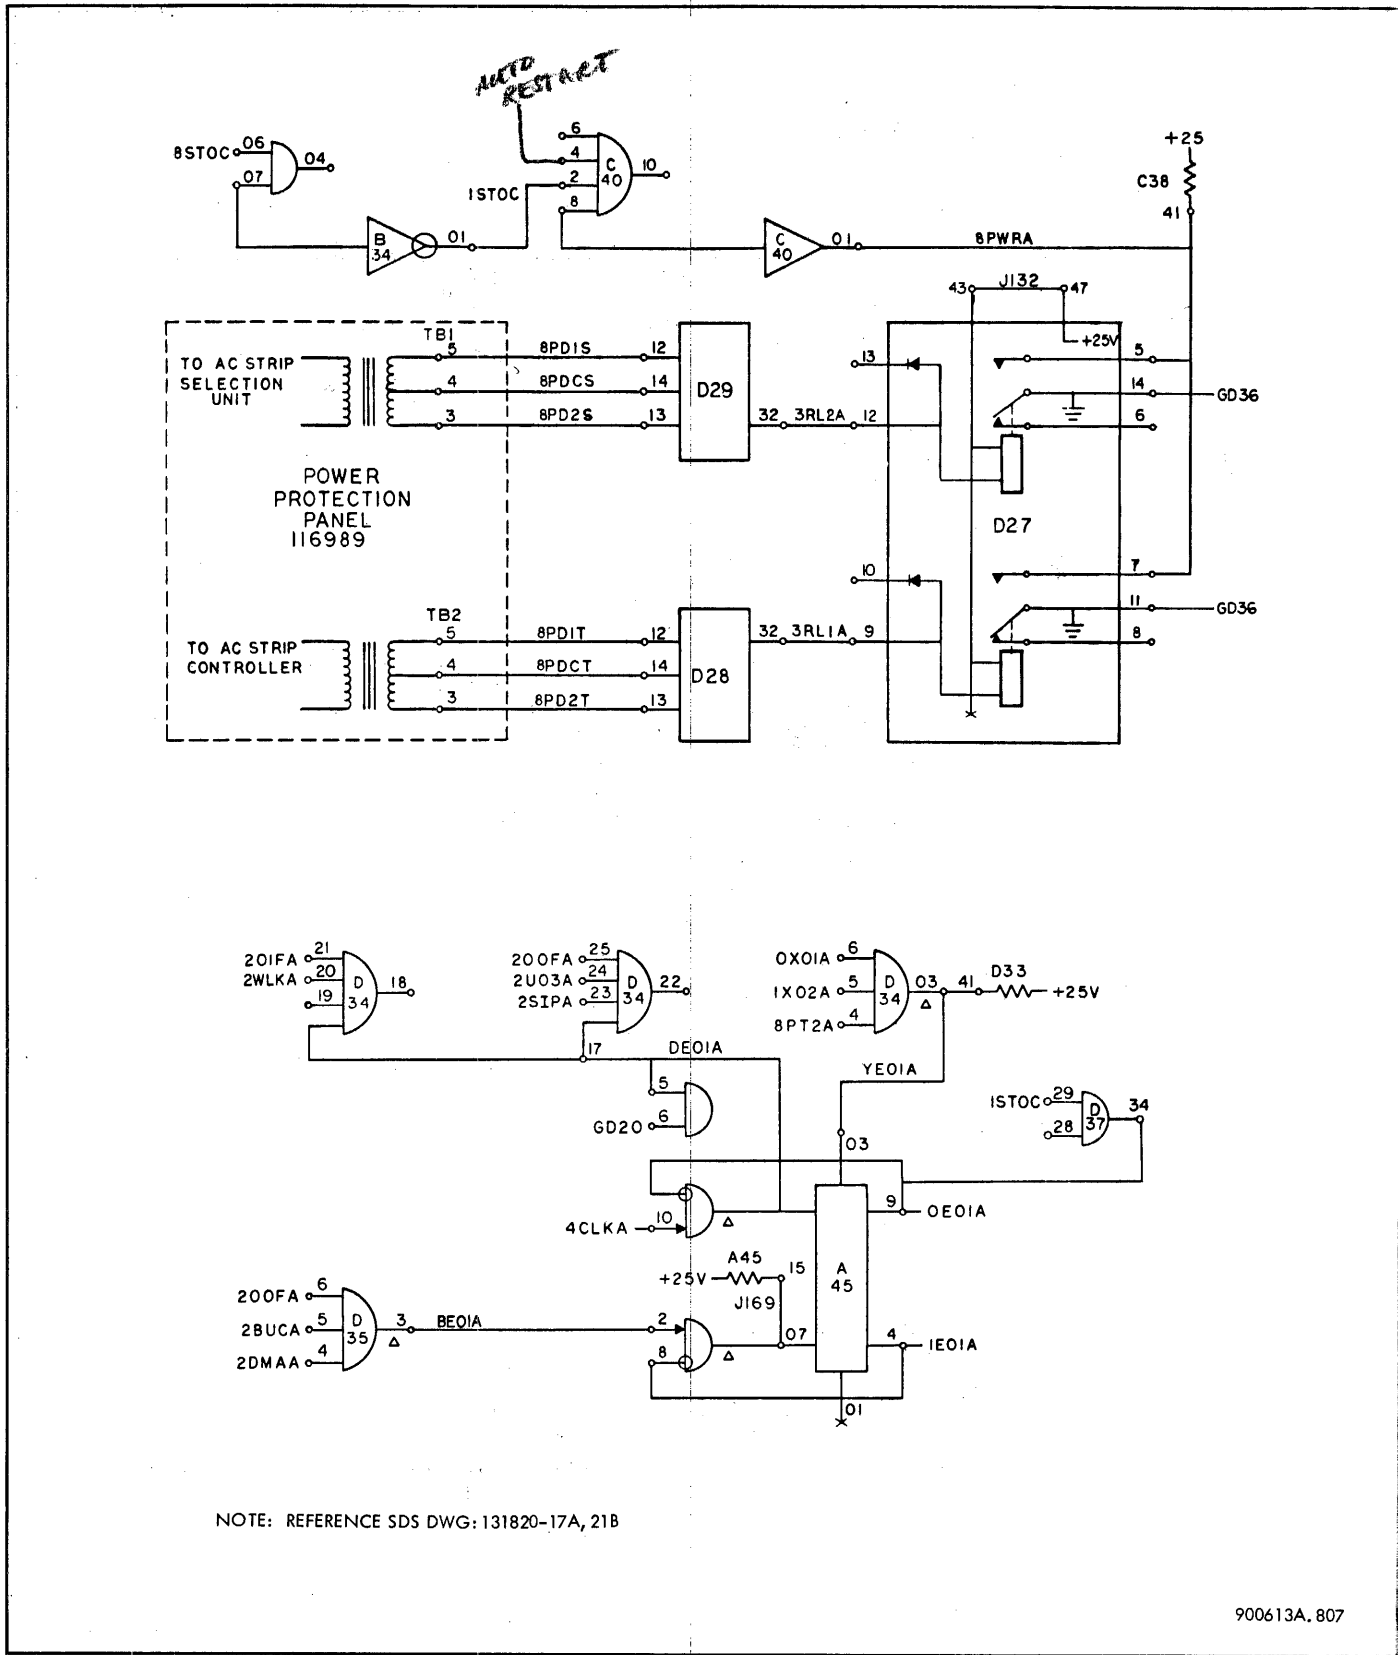 AUTO
RESTART
8STOC
06
04
07
B
34
01
1STOC
6
4
2
8
C
40
10
C
40
01
8PWRA
+25
C38
41
43
J132
47
+25V
TO AC STRIP
SELECTION
UNIT
TB1
5
8PD1S
12
4
8PDCS
14
3
8PD2S
13
D29
32
3RL2A
12
13
5
14
GD36
6
POWER
PROTECTION
PANEL
116989
D27
TO AC STRIP
CONTROLLER
TB2
5
8PD1T
12
4
8PDCT
14
3
8PD2T
13
D28
32
3RL1A
9
10
7
11
GD36
8
201FA
21
2WLKA
20
19
D
34
18
200FA
25
2U03A
24
2SIPA
23
D
34
22
17
DE01A
0X01A
6
1X02A
5
8PT2A
4
D
34
03
41
D33
+25V
YE01A
5
GD20
6
03
1STOC
29
28
D
37
34
4CLKA
10
9
0E01A
A45
+25V
15
J169
A
45
200FA
6
2BUCA
5
2DMAA
4
D
35
3
BE01A
2
8
07
4
1E01A
01
NOTE: REFERENCE SDS DWG: 131820-17A, 21B
900613A. 807